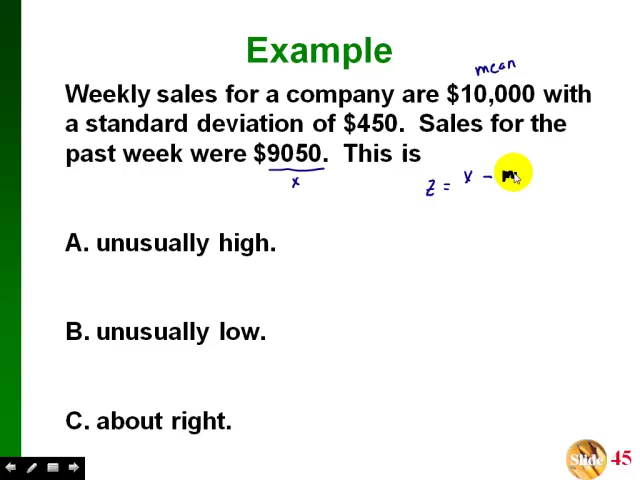 Example
mean
Weekly sales for a company are $10,000 with
a standard deviation of $450. Sales for the
past week were $9050. This is
x
z = x - m
A. unusually high.
B. unusually low.
C. about right.
Slide 45